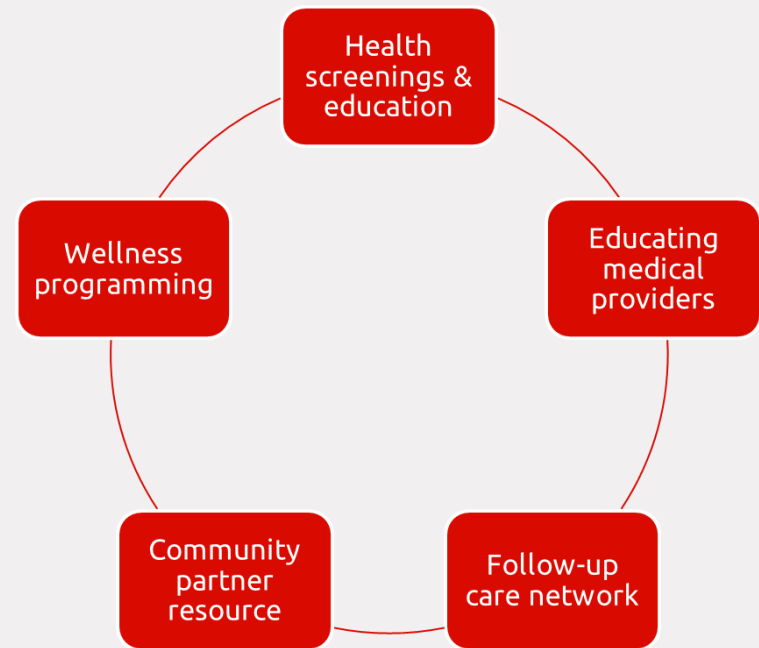 Health
screenings &
education
Educating
medical
providers
Follow-up
care network
Community
partner
resource
Wellness
programming